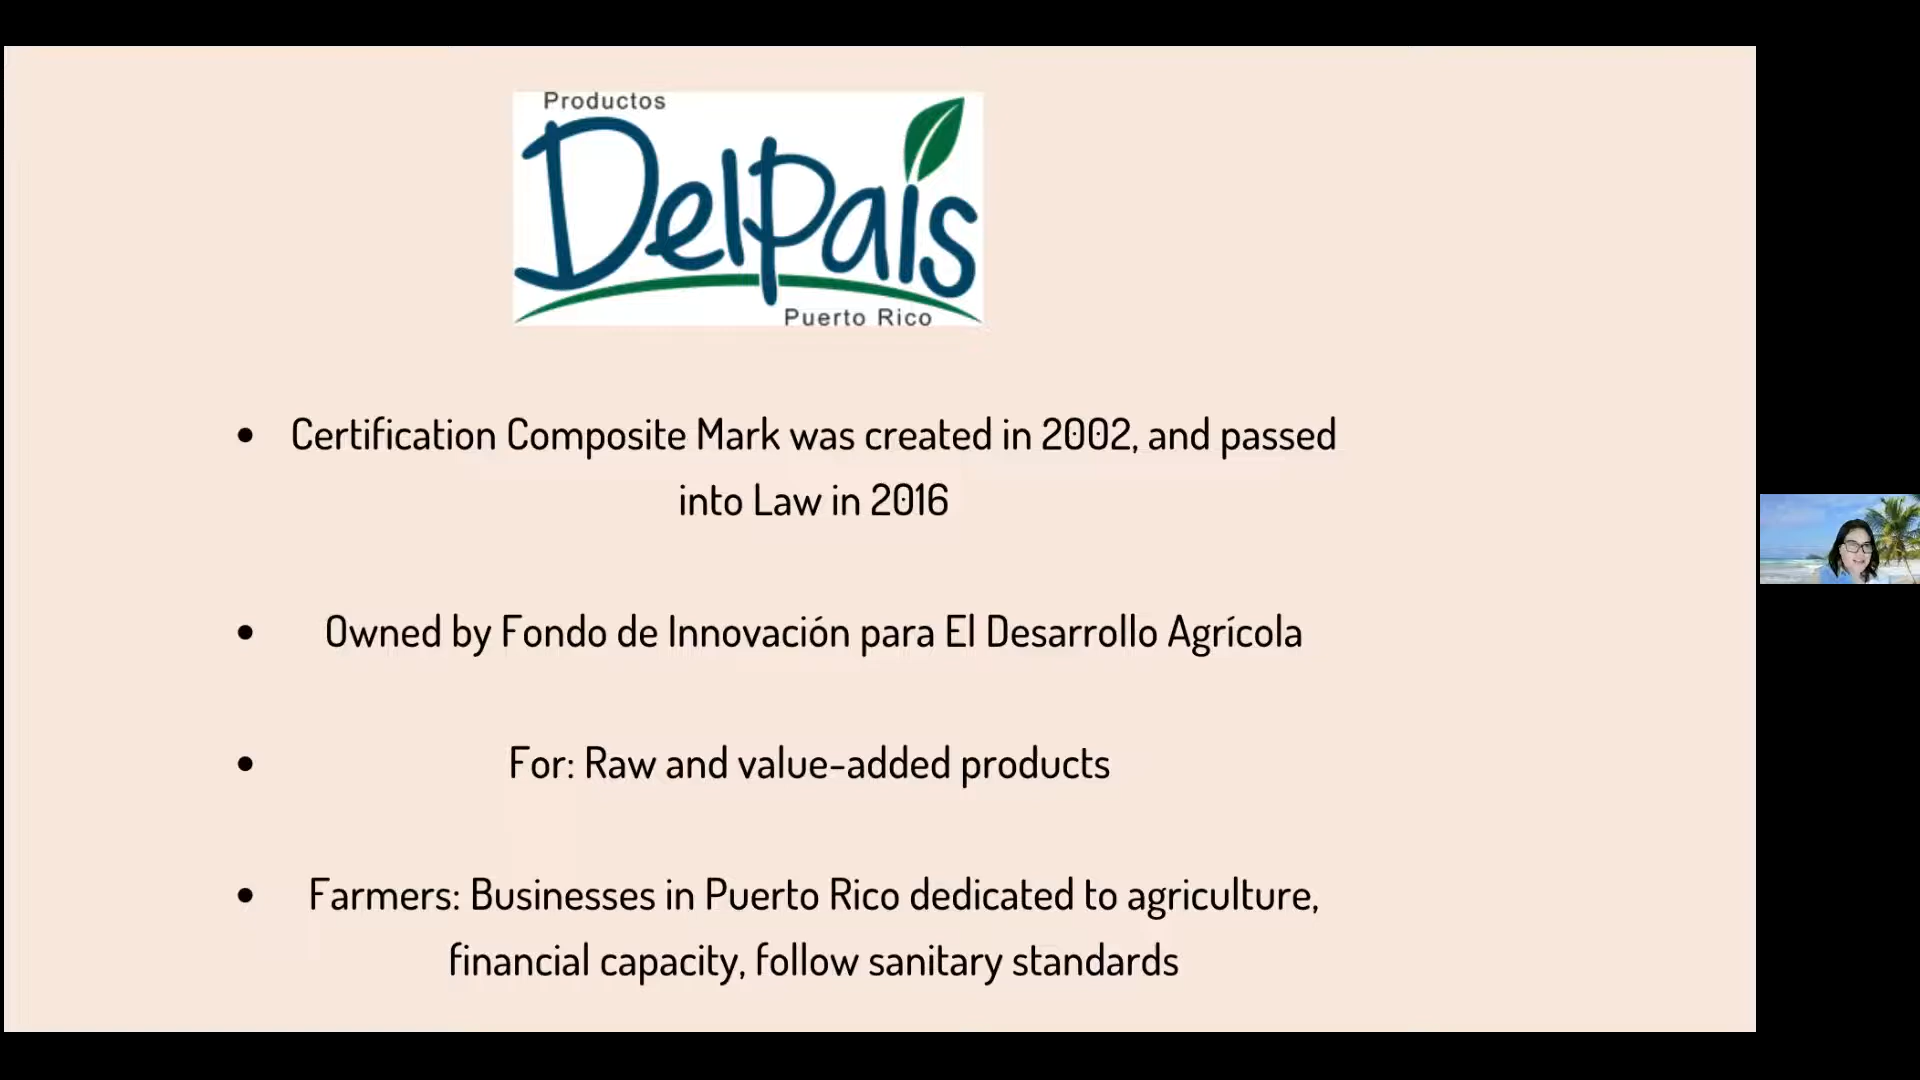 Productos
DelPaís
Puerto Rico
• Certification Composite Mark was created in 2002, and passed
into Law in 2016
• Owned by Fondo de Innovación para El Desarrollo Agrícola
• For: Raw and value-added products
• Farmers: Businesses in Puerto Rico dedicated to agriculture,
financial capacity, follow sanitary standards